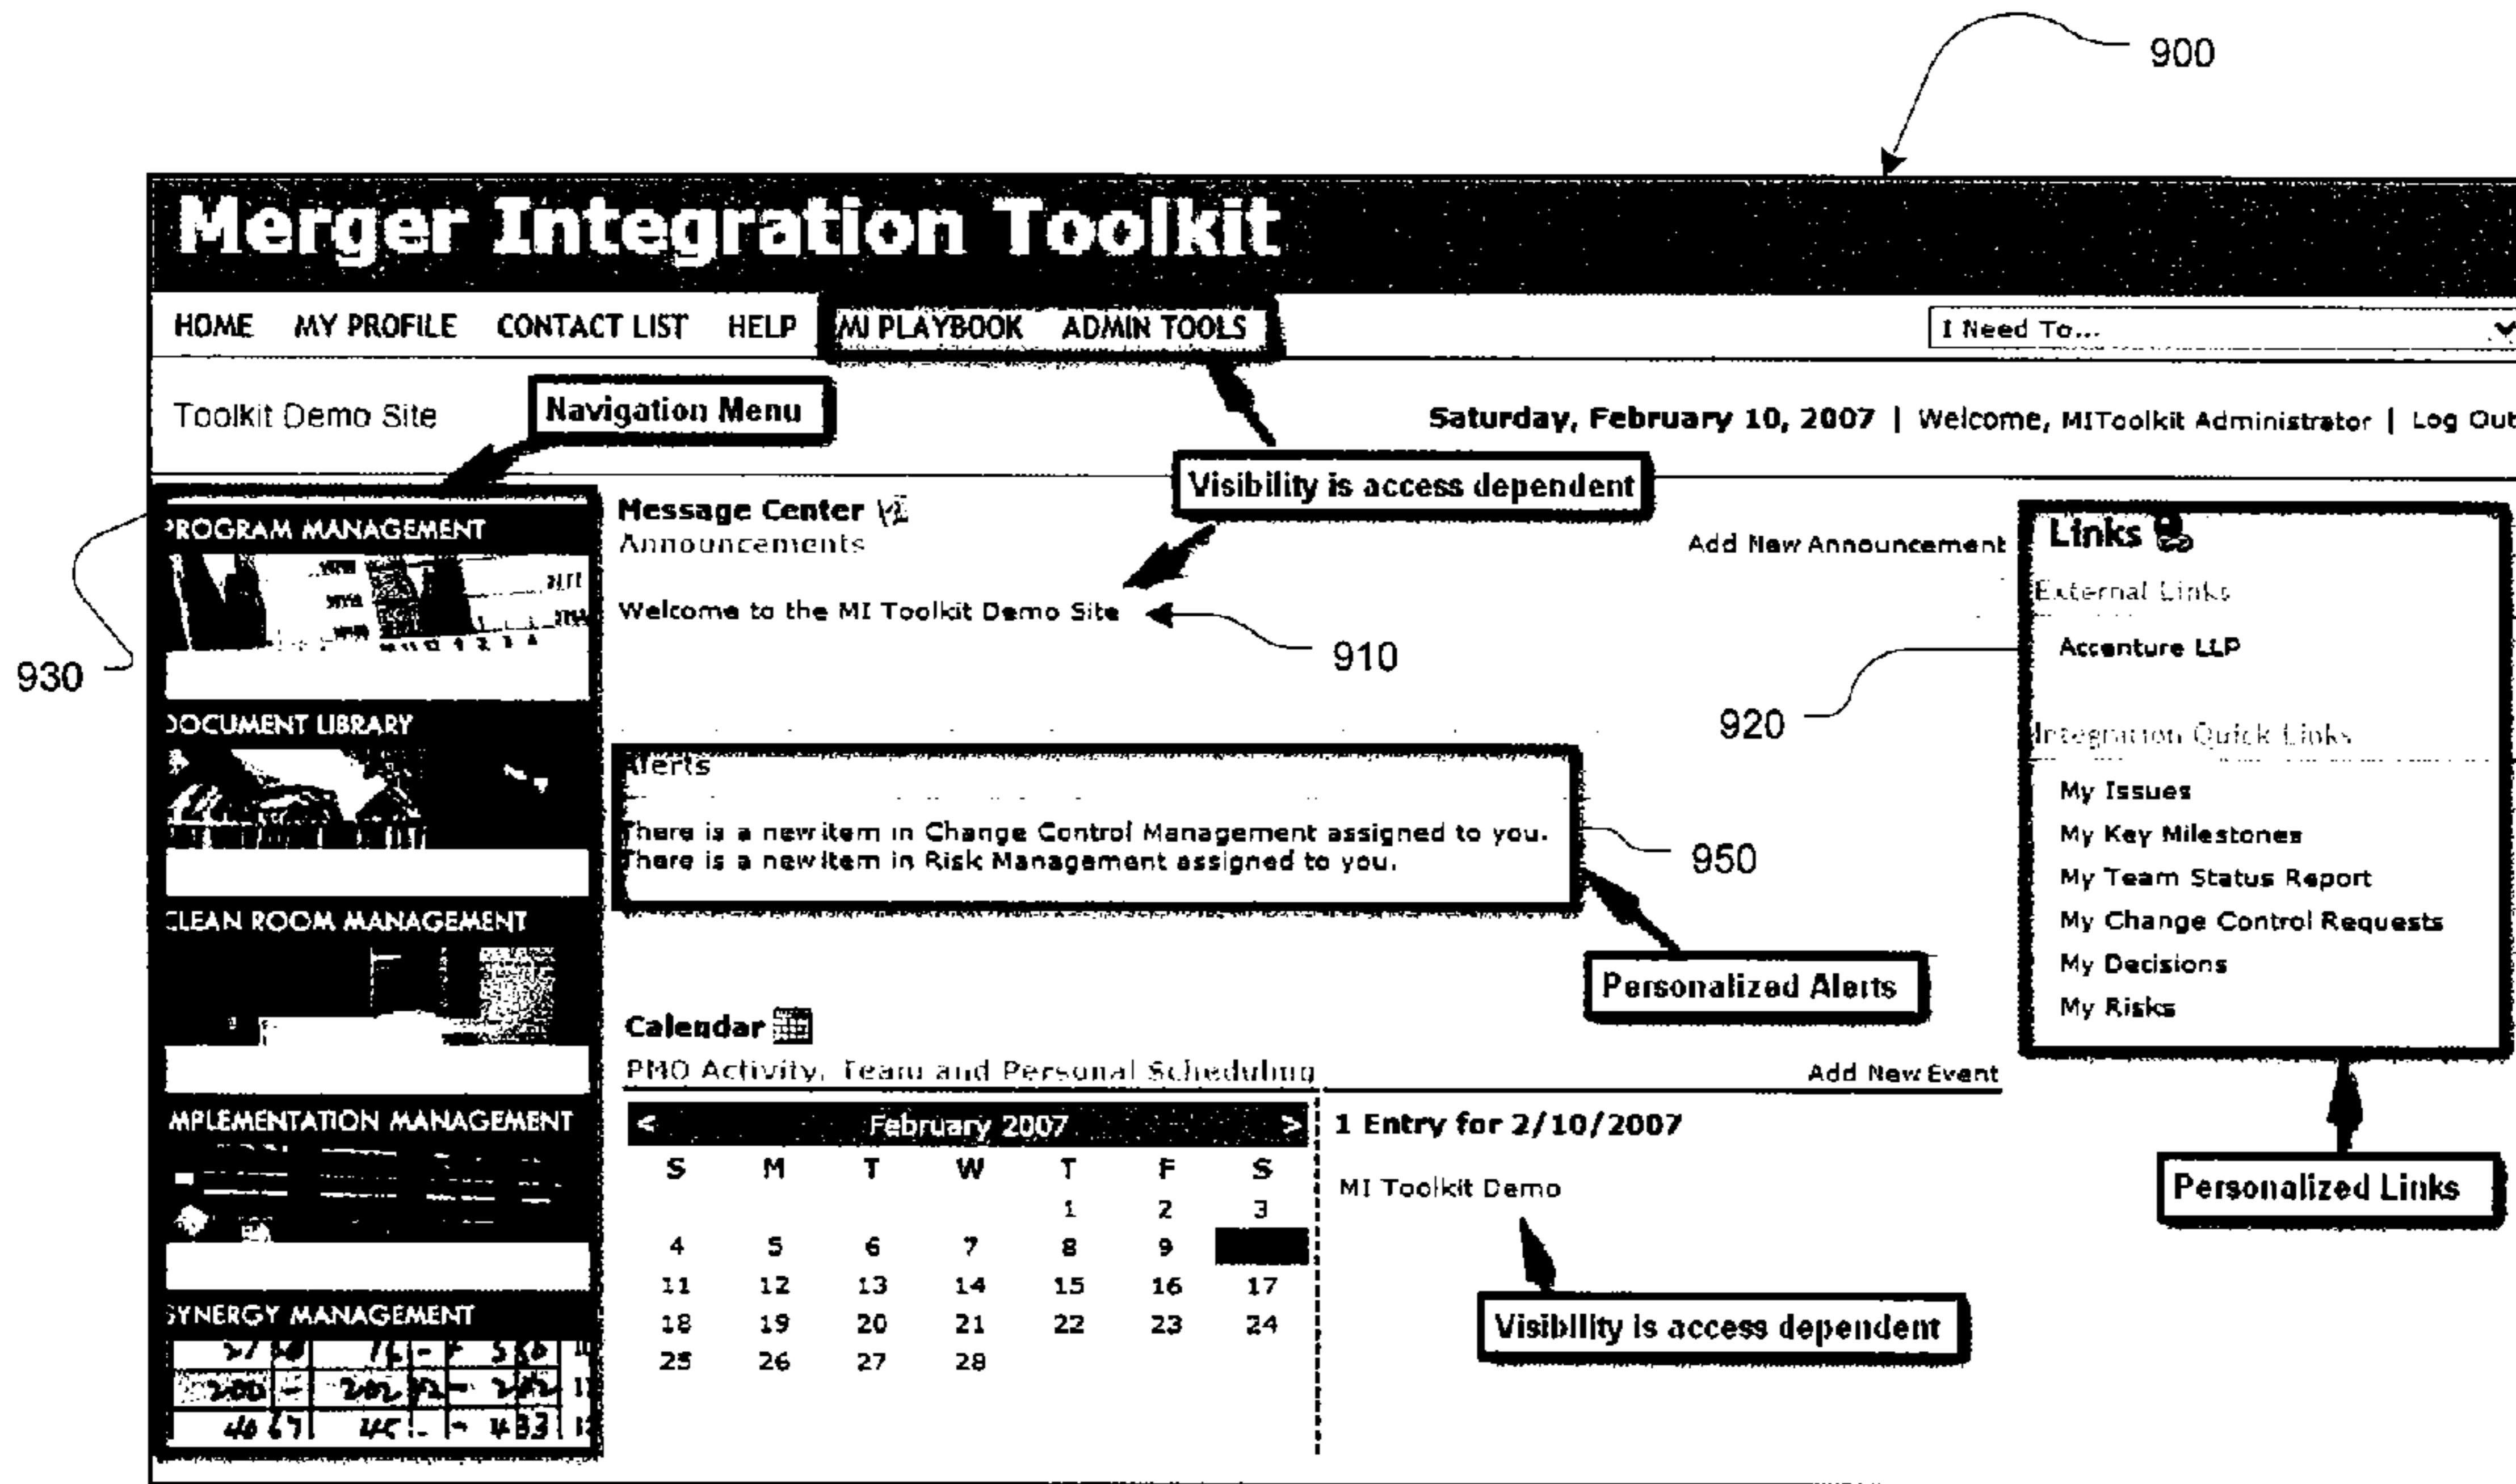 900
Merger Integration Toolkit
HOME MY PROFILE CONTACT LIST HELP MI PLAYBOOK ADMIN TOOLS
I Need To...
Toolkit Demo Site
Navigation Menu
Saturday, February 10, 2007 | Welcome, MIToolkit Administrator | Log Out
Visibility is access dependent
930
PROGRAM MANAGEMENT
DOCUMENT LIBRARY
CLEAN ROOM MANAGEMENT
IMPLEMENTATION MANAGEMENT
SYNERGY MANAGEMENT
Message Center
Announcements
Add New Announcement
Welcome to the MI Toolkit Demo Site
910
Alerts
There is a new item in Change Control Management assigned to you.
There is a new item in Risk Management assigned to you.
950
Personalized Alerts
Links
External Links
Accenture LLP
920
Integration Quick Links
My Issues
My Key Milestones
My Team Status Report
My Change Control Requests
My Decisions
My Risks
Personalized Links
Calendar
PMO Activity, Team and Personal Scheduling
Add New Event
< February 2007 >
S M T W T F S
1 2 3
4 5 6 7 8 9
11 12 13 14 15 16 17
18 19 20 21 22 23 24
25 26 27 28
1 Entry for 2/10/2007
MI Toolkit Demo
Visibility is access dependent